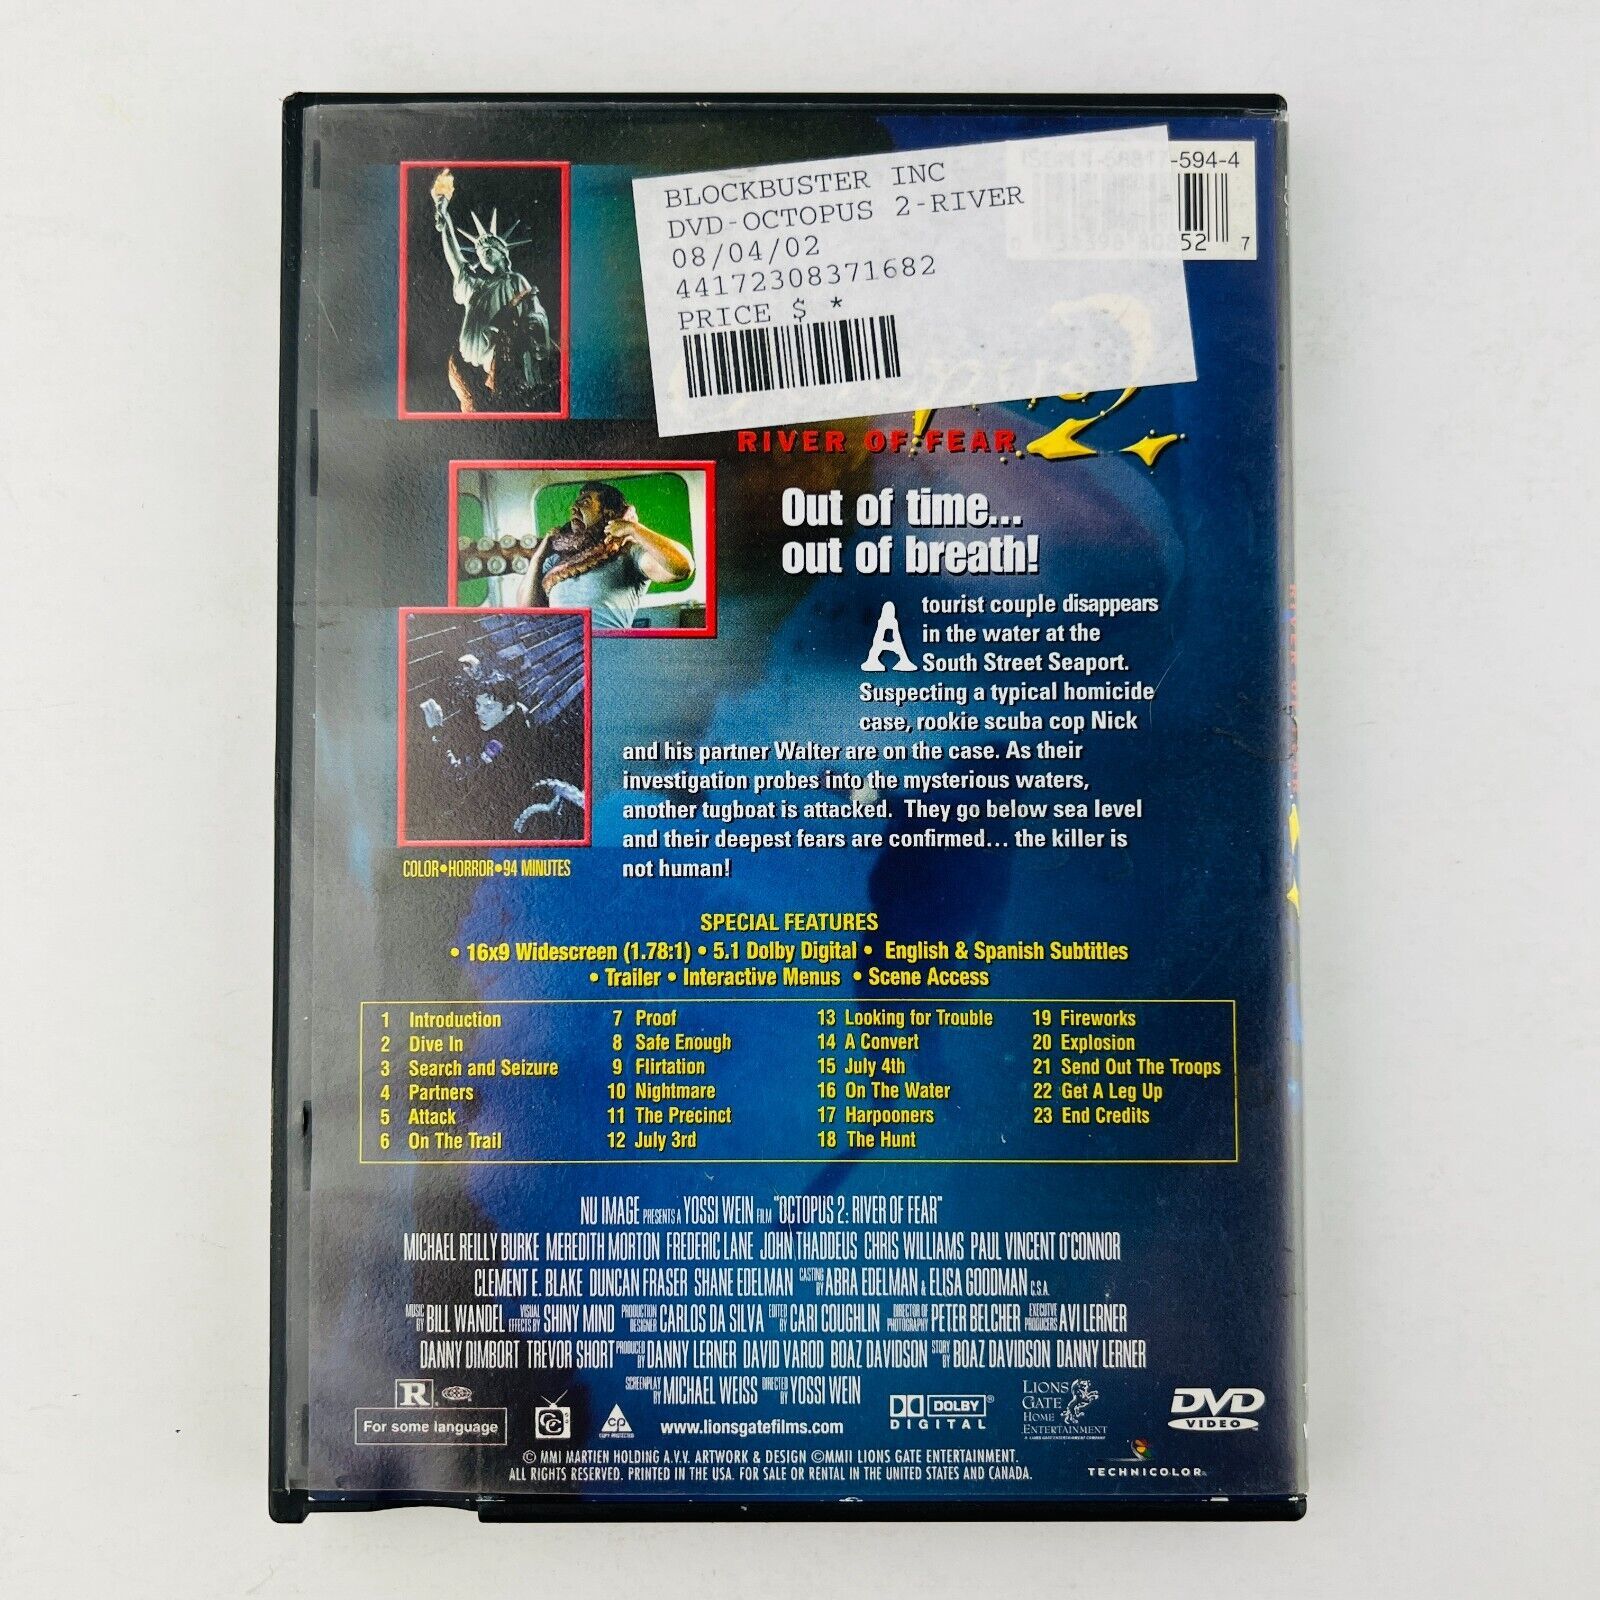 BLOCKBUSTER INC
DVD-OCTOPUS 2-RIVER
08/04/02
44172308371682
PRICE $ *
-594-4
52 7
RIVER OF FEAR
Out of time...
out of breath!
A tourist couple disappears
in the water at the
South Street Seaport.
Suspecting a typical homicide
case, rookie scuba cop Nick
and his partner Walter are on the case. As their
investigation probes into the mysterious waters,
another tugboat is attacked. They go below sea level
and their deepest fears are confirmed... the killer is
not human!
COLOR•HORROR•94 MINUTES
SPECIAL FEATURES
• 16x9 Widescreen (1.78:1) • 5.1 Dolby Digital • English & Spanish Subtitles
• Trailer • Interactive Menus • Scene Access
1 Introduction
2 Dive In
3 Search and Seizure
4 Partners
5 Attack
6 On The Trail
7 Proof
8 Safe Enough
9 Flirtation
10 Nightmare
11 The Precinct
12 July 3rd
13 Looking for Trouble
14 A Convert
15 July 4th
16 On The Water
17 Harpooners
18 The Hunt
19 Fireworks
20 Explosion
21 Send Out The Troops
22 Get A Leg Up
23 End Credits
NU IMAGE PRESENTS A YOSSI WEIN FILM "OCTOPUS 2: RIVER OF FEAR"
MICHAEL REILLY BURKE MEREDITH MORTON FREDERIC LANE JOHN THADDEUS CHRIS WILLIAMS PAUL VINCENT O'CONNOR
CLEMENT E. BLAKE DUNCAN FRASER SHANE EDELMAN CASTING BY ABRA EDELMAN & ELISA GOODMAN C.S.A.
MUSIC BY BILL WANDEL VISUAL EFFECTS BY SHINY MIND PRODUCTION DESIGNER CARLOS DA SILVA EDITED BY CARI COUGHLIN DIRECTOR OF PHOTOGRAPHY PETER BELCHER EXECUTIVE PRODUCERS AVI LERNER
DANNY DIMBORT TREVOR SHORT PRODUCED BY DANNY LERNER DAVID VAROD BOAZ DAVIDSON STORY BY BOAZ DAVIDSON DANNY LERNER
SCREENPLAY BY MICHAEL WEISS DIRECTED BY YOSSI WEIN
R
For some language
CC
CP
COPY PROTECTED
www.lionsgatefilms.com
DOLBY
DIGITAL
LIONS
GATE
HOME
ENTERTAINMENT
A LIONS GATE ENTERTAINMENT COMPANY
DVD
VIDEO
TECHNICOLOR
© MMI MARTIEN HOLDING A.V.V. ARTWORK & DESIGN ©MMII LIONS GATE ENTERTAINMENT.
ALL RIGHTS RESERVED. PRINTED IN THE USA. FOR SALE OR RENTAL IN THE UNITED STATES AND CANADA.